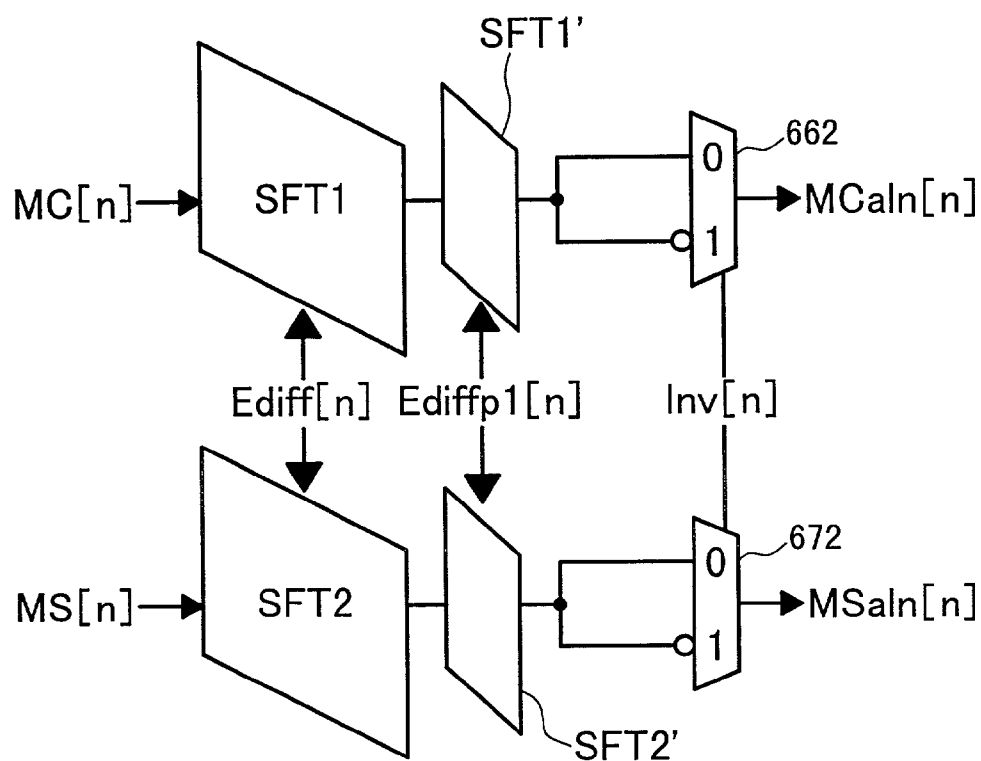 SFT1'
662
0
MC[n]
SFT1
MCaln[n]
1
Ediff[n]
Ediffp1[n]
Inv[n]
672
0
MS[n]
SFT2
MSaln[n]
1
SFT2'